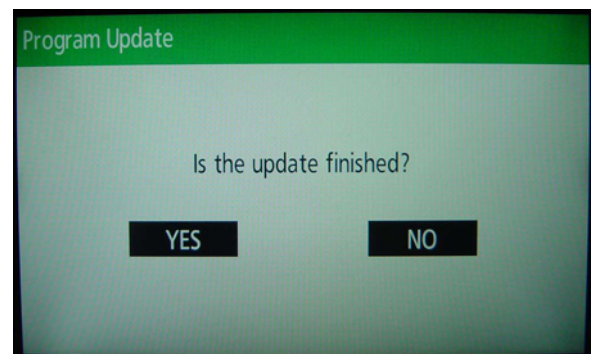 Program Update
Is the update finished?
YES
NO